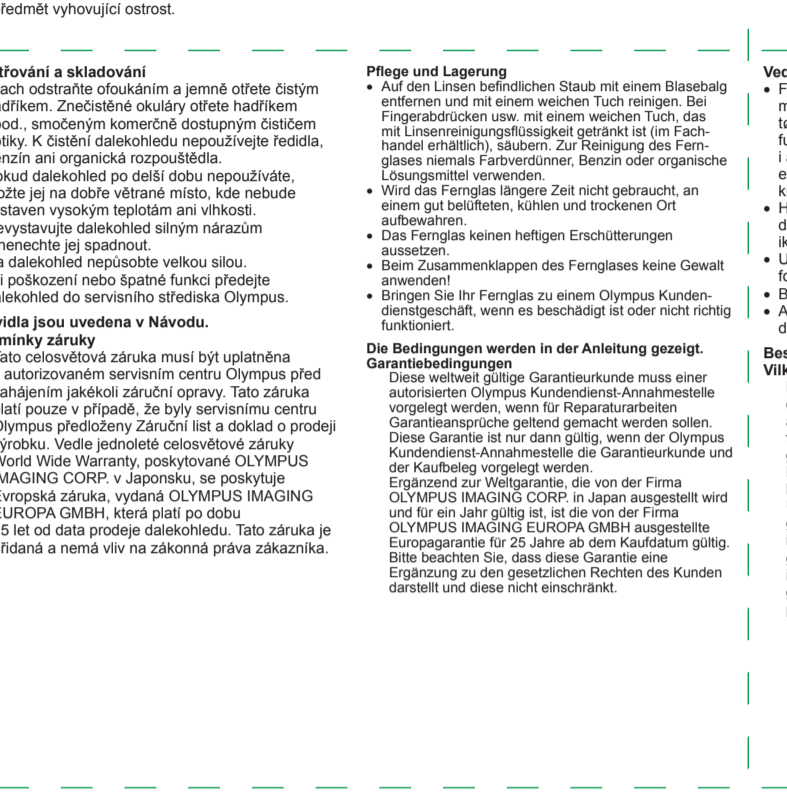 ředmět vyhovující ostrost.
třování a skladování
ach odstraňte ofoukáním a jemně otřete čistým
adříkem. Znečistěné okuláry otřete hadříkem
pod., smočeným komerčně dostupným čističem
ptiky. K čistění dalekohledu nepoužívejte ředidla,
enzín ani organická rozpouštědla.
okud dalekohled po delší dobu nepoužíváte,
ožte jej na dobře větrané místo, kde nebude
staven vysokým teplotám ani vlhkosti.
evystavujte dalekohled silným nárazům
nenechte jej spadnout.
a dalekohled nepůsobte velkou silou.
i poškození nebo špatné funkci předejte
alekohled do servisního střediska Olympus.
vidla jsou uvedena v Návodu.
mínky záruky
ato celosvětová záruka musí být uplatněna
autorizovaném servisním centru Olympus před
ahájením jakékoli záruční opravy. Tato záruka
latí pouze v případě, že byly servisnímu centru
Olympus předloženy Záruční list a doklad o prodeji
ýrobku. Vedle jednoleté celosvětové záruky
World Wide Warranty, poskytované OLYMPUS
MAGING CORP. v Japonsku, se poskytuje
Evropská záruka, vydaná OLYMPUS IMAGING
EUROPA GMBH, která platí po dobu
5 let od data prodeje dalekohledu. Tato záruka je
řidaná a nemá vliv na zákonná práva zákazníka.
Pflege und Lagerung
• Auf den Linsen befindlichen Staub mit einem Blasebalg
entfernen und mit einem weichen Tuch reinigen. Bei
Fingerabdrücken usw. mit einem weichen Tuch, das
mit Linsenreinigungsflüssigkeit getränkt ist (im Fach-
handel erhältlich), säubern. Zur Reinigung des Fern-
glases niemals Farbverdünner, Benzin oder organische
Lösungsmittel verwenden.
• Wird das Fernglas längere Zeit nicht gebraucht, an
einem gut belüfteten, kühlen und trockenen Ort
aufbewahren.
• Das Fernglas keinen heftigen Erschütterungen
aussetzen.
• Beim Zusammenklappen des Fernglases keine Gewalt
anwenden!
• Bringen Sie Ihr Fernglas zu einem Olympus Kunden-
dienstgeschäft, wenn es beschädigt ist oder nicht richtig
funktioniert.
Die Bedingungen werden in der Anleitung gezeigt.
Garantiebedingungen
Diese weltweit gültige Garantieurkunde muss einer
autorisierten Olympus Kundendienst-Annahmestelle
vorgelegt werden, wenn für Reparaturarbeiten
Garantieansprüche geltend gemacht werden sollen.
Diese Garantie ist nur dann gültig, wenn der Olympus
Kundendienst-Annahmestelle die Garantieurkunde und
der Kaufbeleg vorgelegt werden.
Ergänzend zur Weltgarantie, die von der Firma
OLYMPUS IMAGING CORP. in Japan ausgestellt wird
und für ein Jahr gültig ist, ist die von der Firma
OLYMPUS IMAGING EUROPA GMBH ausgestellte
Europagarantie für 25 Jahre ab dem Kaufdatum gültig.
Bitte beachten Sie, dass diese Garantie eine
Ergänzung zu den gesetzlichen Rechten des Kunden
darstellt und diese nicht einschränkt.
Ved
• F
m
tø
fu
i a
e
k
• H
d
ik
• U
fo
• B
• A
d
Bes
Vilk